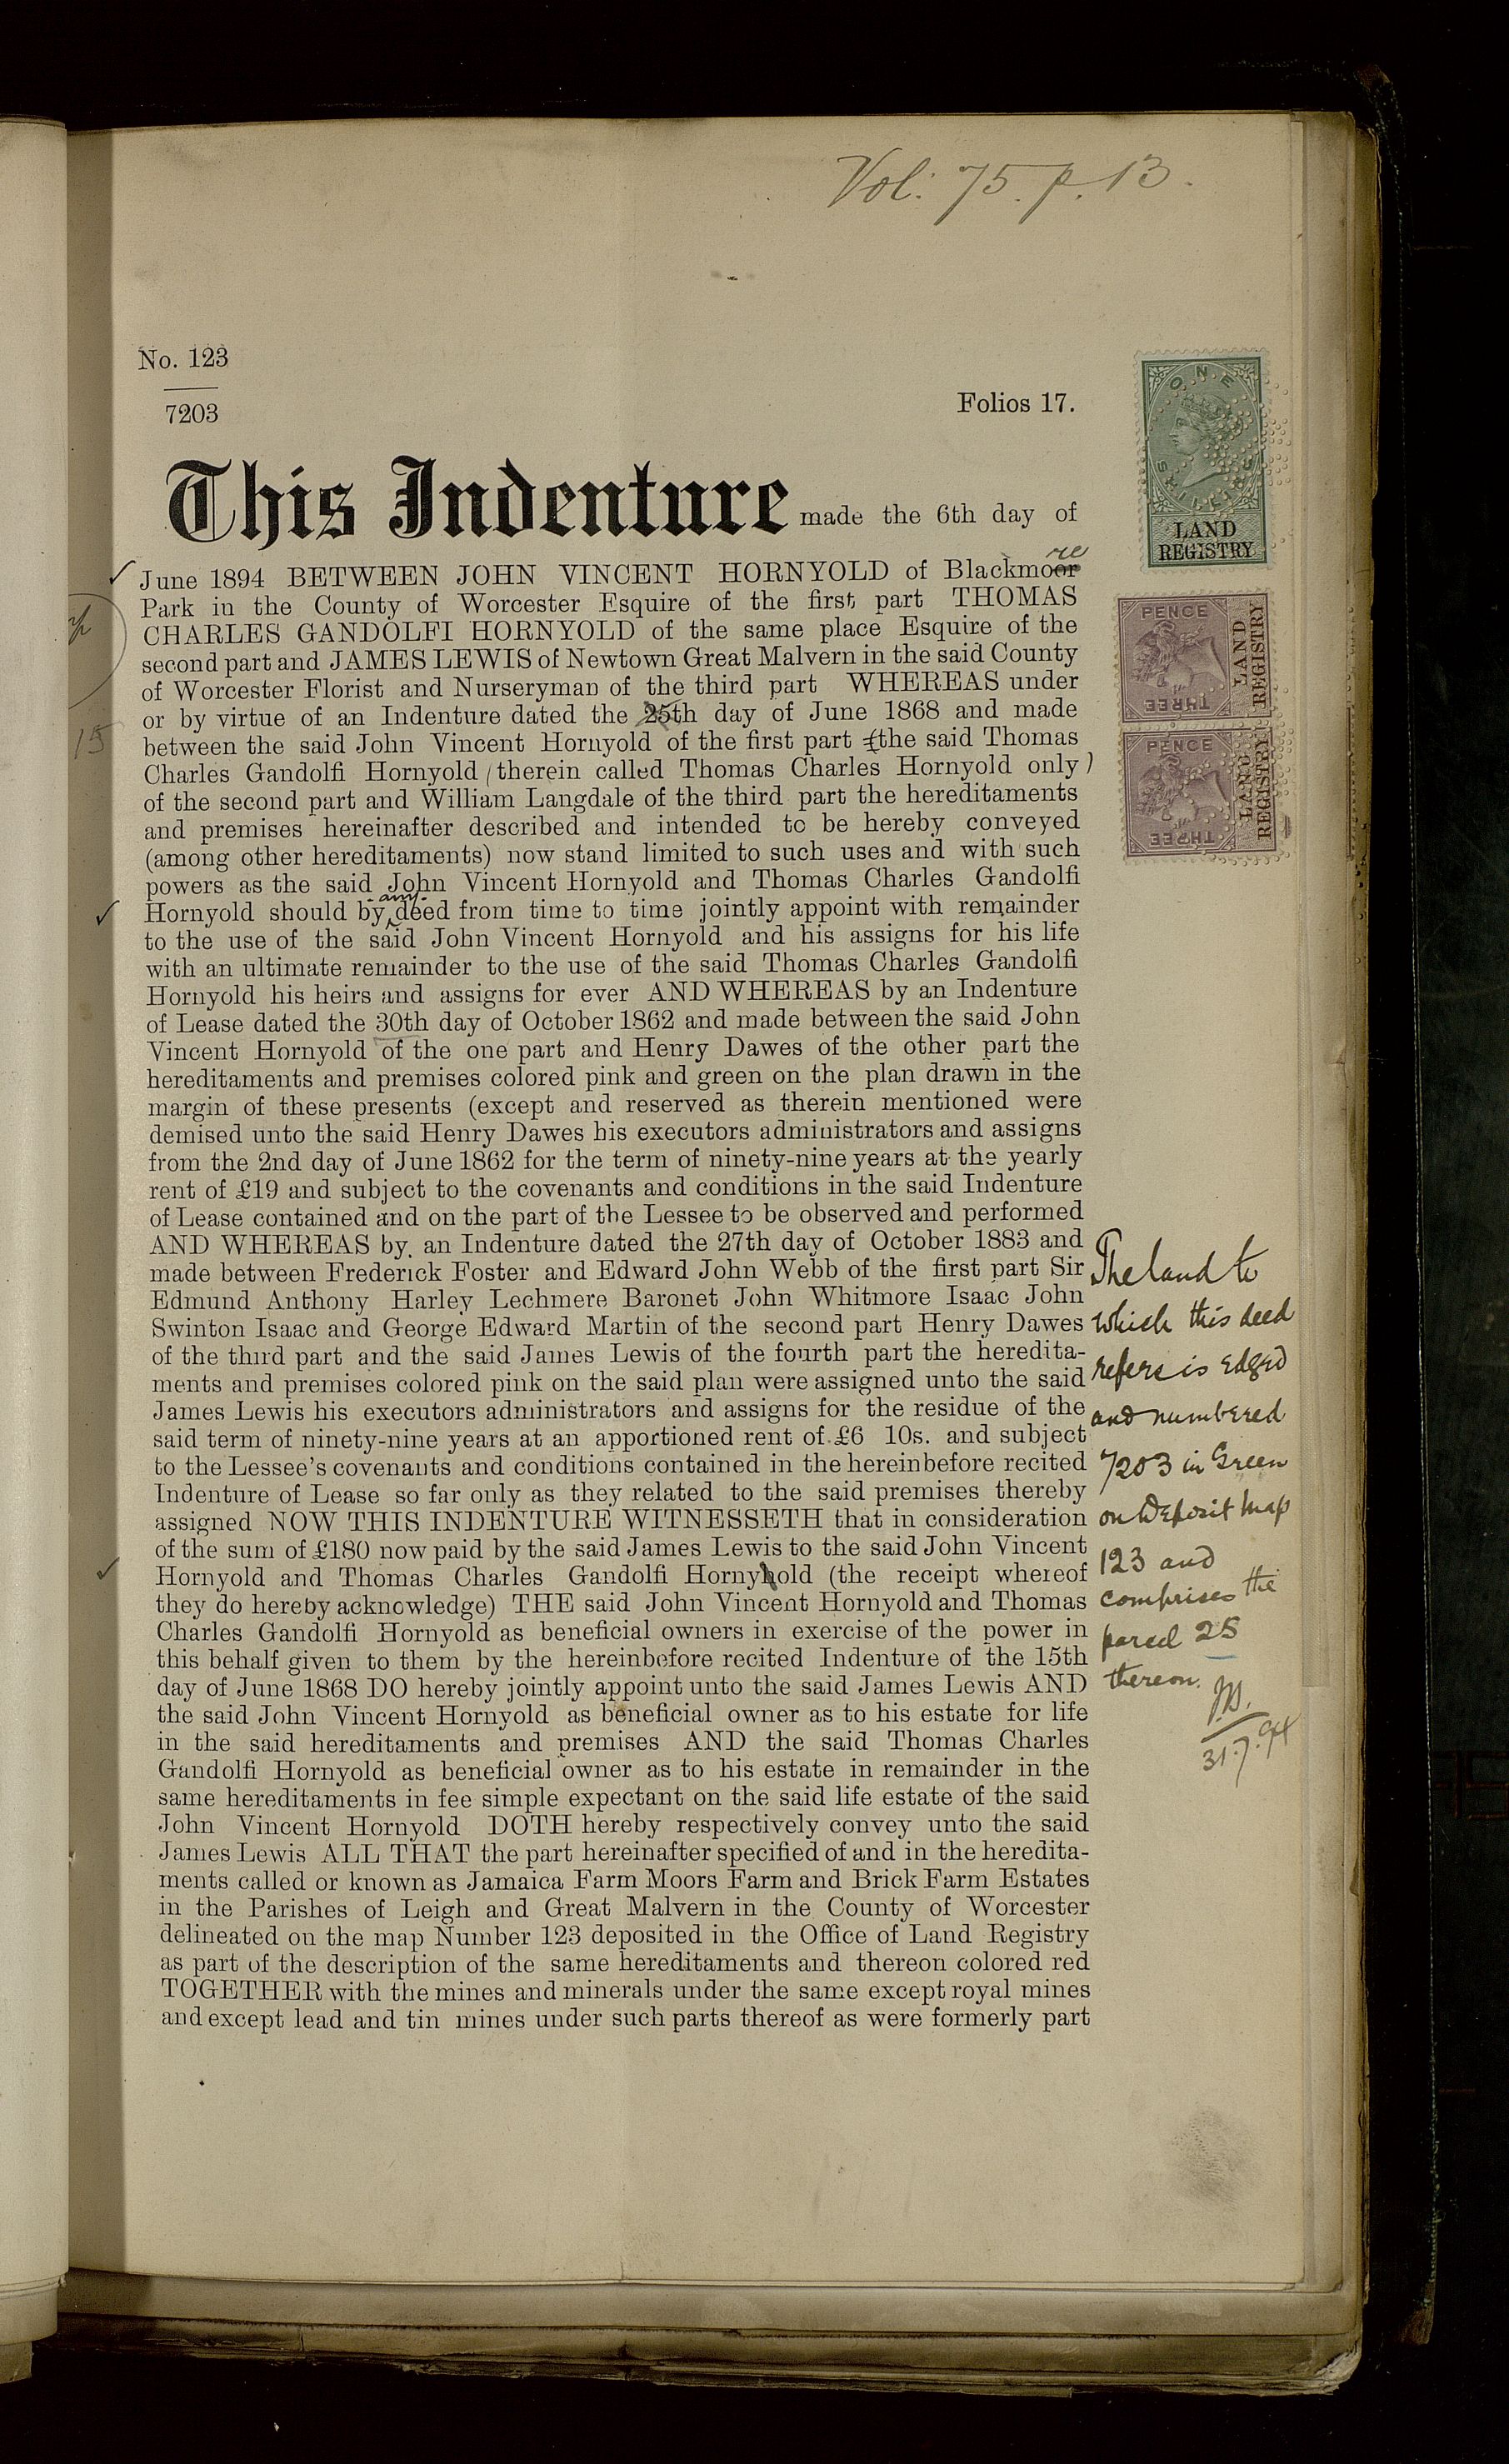 Vol: 75. p. 13.
No. 123
7203
Folios 17.
ONE SHILLING
LAND
REGISTRY
This Indenture made the 6th day of
June 1894 BETWEEN JOHN VINCENT HORNYOLD of Blackmoor re
Park in the County of Worcester Esquire of the first part THOMAS
CHARLES GANDOLFI HORNYOLD of the same place Esquire of the
second part and JAMES LEWIS of Newtown Great Malvern in the said County
of Worcester Florist and Nurseryman of the third part WHEREAS under
or by virtue of an Indenture dated the 25th day of June 1868 and made
15
between the said John Vincent Hornyold of the first part the said Thomas
Charles Gandolfi Hornyold (therein called Thomas Charles Hornyold only)
of the second part and William Langdale of the third part the hereditaments
and premises hereinafter described and intended to be hereby conveyed
(among other hereditaments) now stand limited to such uses and with such
powers as the said John Vincent Hornyold and Thomas Charles Gandolfi
Hornyold should by any deed from time to time jointly appoint with remainder
to the use of the said John Vincent Hornyold and his assigns for his life
with an ultimate remainder to the use of the said Thomas Charles Gandolfi
Hornyold his heirs and assigns for ever AND WHEREAS by an Indenture
of Lease dated the 30th day of October 1862 and made between the said John
Vincent Hornyold of the one part and Henry Dawes of the other part the
hereditaments and premises colored pink and green on the plan drawn in the
margin of these presents (except and reserved as therein mentioned were
demised unto the said Henry Dawes his executors administrators and assigns
from the 2nd day of June 1862 for the term of ninety-nine years at the yearly
rent of £19 and subject to the covenants and conditions in the said Indenture
of Lease contained and on the part of the Lessee to be observed and performed
AND WHEREAS by an Indenture dated the 27th day of October 1883 and
made between Frederick Foster and Edward John Webb of the first part Sir
Edmund Anthony Harley Lechmere Baronet John Whitmore Isaac John
Swinton Isaac and George Edward Martin of the second part Henry Dawes
of the third part and the said James Lewis of the fourth part the heredita-
ments and premises colored pink on the said plan were assigned unto the said
James Lewis his executors administrators and assigns for the residue of the
said term of ninety-nine years at an apportioned rent of £6 10s. and subject
to the Lessee's covenants and conditions contained in the hereinbefore recited
Indenture of Lease so far only as they related to the said premises thereby
assigned NOW THIS INDENTURE WITNESSETH that in consideration
of the sum of £180 now paid by the said James Lewis to the said John Vincent
Hornyold and Thomas Charles Gandolfi Hornyhold (the receipt whereof
they do hereby acknowledge) THE said John Vincent Hornyold and Thomas
Charles Gandolfi Hornyold as beneficial owners in exercise of the power in
this behalf given to them by the hereinbefore recited Indenture of the 15th
day of June 1868 DO hereby jointly appoint unto the said James Lewis AND
the said John Vincent Hornyold as beneficial owner as to his estate for life
in the said hereditaments and premises AND the said Thomas Charles
Gandolfi Hornyold as beneficial owner as to his estate in remainder in the
same hereditaments in fee simple expectant on the said life estate of the said
John Vincent Hornyold DOTH hereby respectively convey unto the said
James Lewis ALL THAT the part hereinafter specified of and in the heredita-
ments called or known as Jamaica Farm Moors Farm and Brick Farm Estates
in the Parishes of Leigh and Great Malvern in the County of Worcester
delineated on the map Number 123 deposited in the Office of Land Registry
as part of the description of the same hereditaments and thereon colored red
TOGETHER with the mines and minerals under the same except royal mines
and except lead and tin mines under such parts thereof as were formerly part
THREE PENCE
LAND
REGISTRY
THREE PENCE
LAND
REGISTRY
The land to
which this deed
refers is edged
and numbered
7203 in Green
on Deposit Map
123 and
comprises the
parcel 25
thereon.
31.7.94